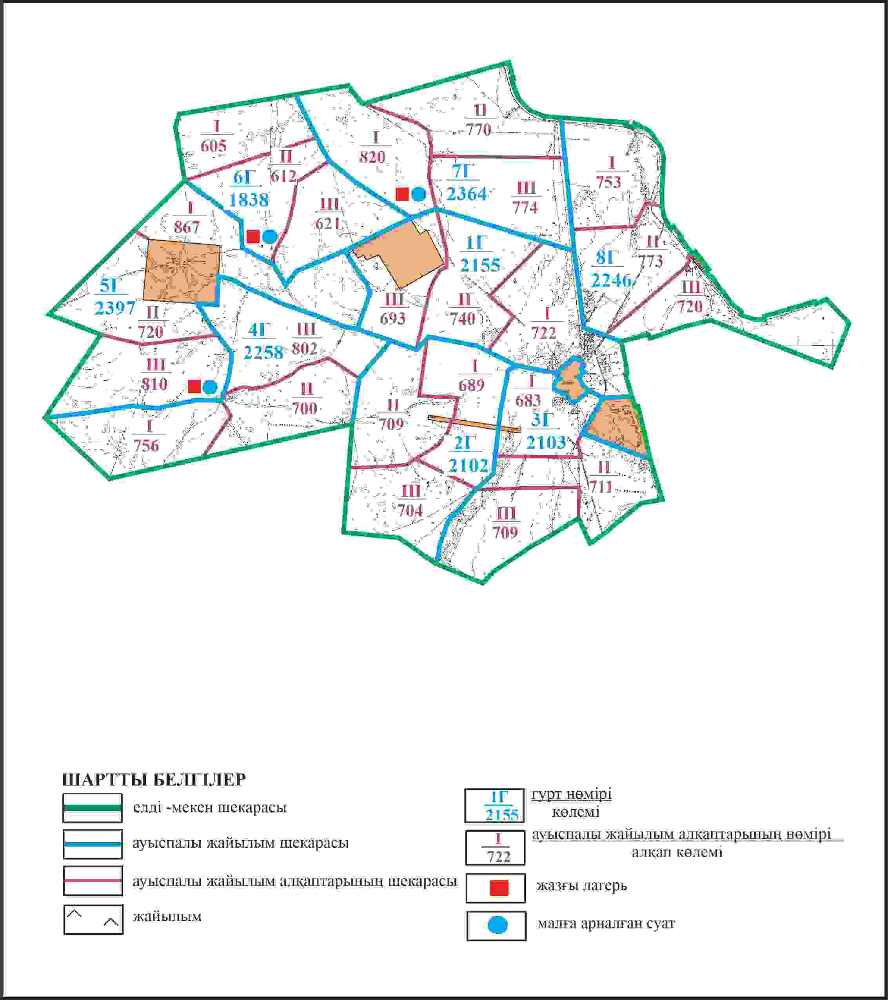 II
770
I
605
I
820
II
612
I
753
6Г
1838
7Г
2364
III
774
I
867
III
621
1Г
2155
II
773
8Г
2246
5Г
2397
III
720
III
693
II
740
I
722
II
720
4Г
2258
III
802
III
810
I
689
I
683
II
700
II
709
3Г
2103
I
756
2Г
2102
II
711
III
704
III
709
ШАРТТЫ БЕЛГІЛЕР
елді -мекен шекарасы
ауыспалы жайылым шекарасы
ауыспалы жайылым алқаптарының шекарасы
жайылым
1Г
2155
гурт нөмірі
көлемі
I
722
ауыспалы жайылым алқаптарының нөмірі
алқап көлемі
жазғы лагерь
малға арналған суат